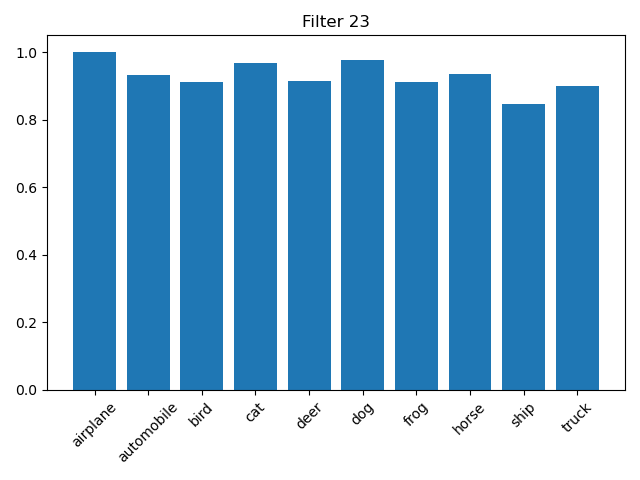 Filter 23
1.0
0.8
0.6
0.4
0.2
0.0
airplane
automobile
bird
cat
deer
dog
frog
horse
ship
truck